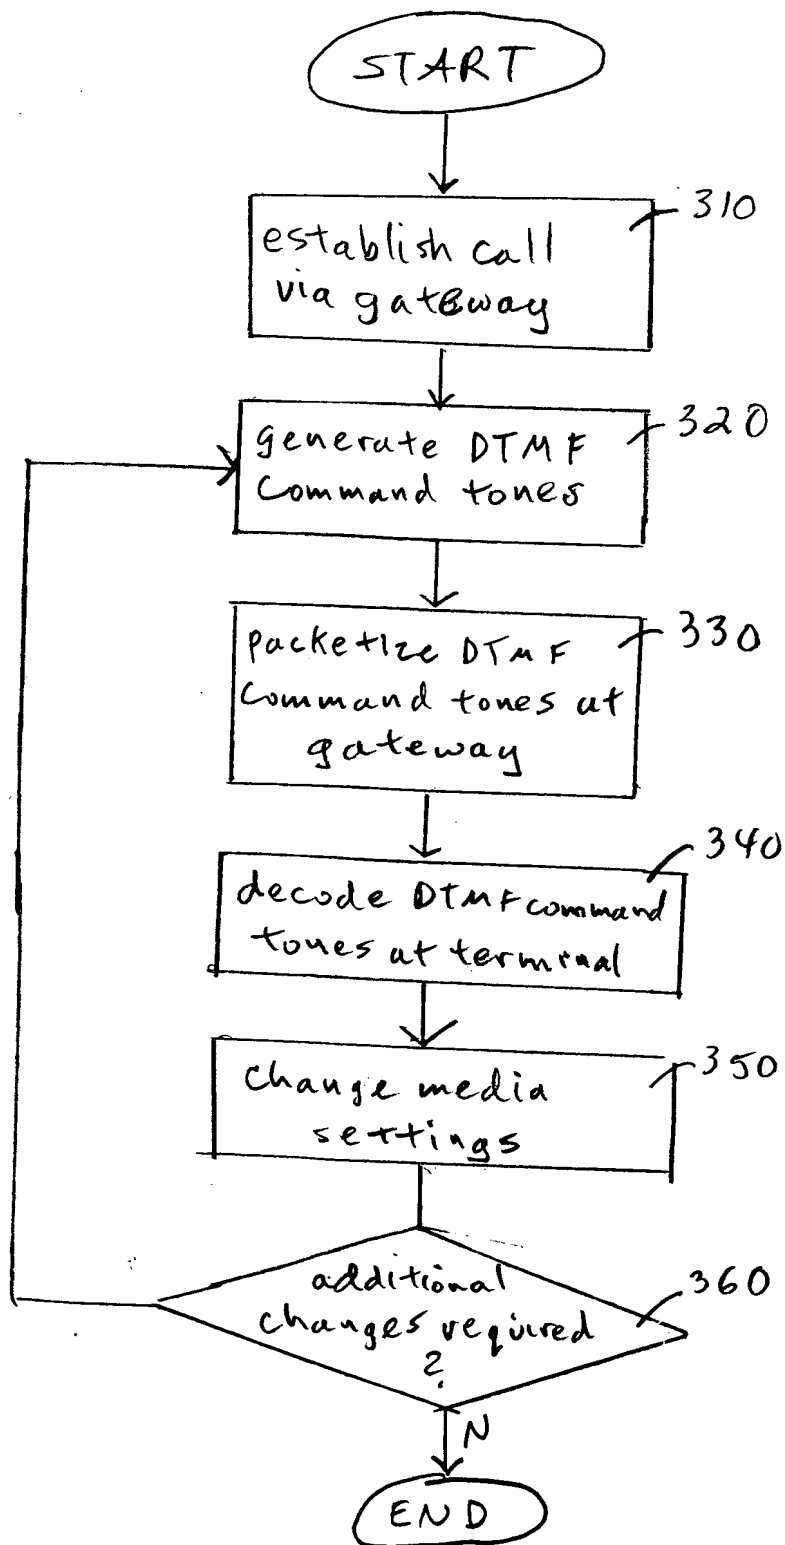 START
310
establish call
via gateway
320
generate DTMF
Command tones
330
packetize DTMF
Command tones at
gateway
340
decode DTMF command
tones at terminal
350
change media
settings
360
additional
changes required
?
N
END